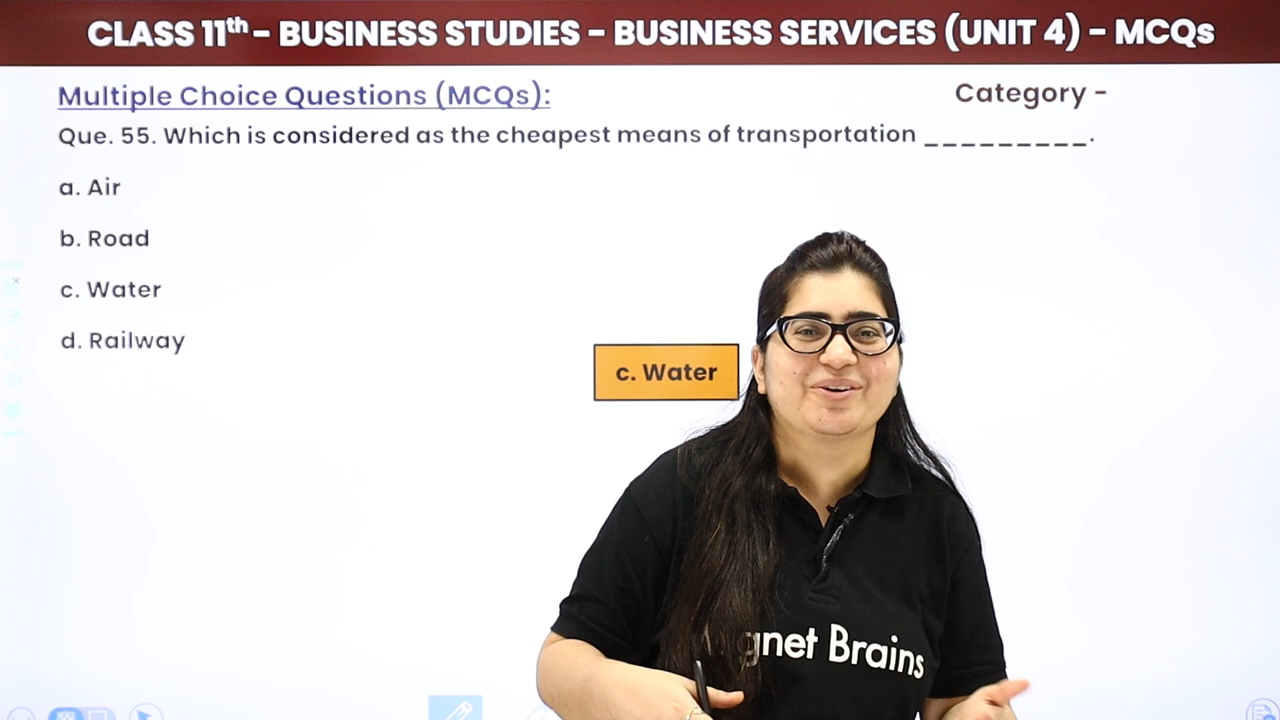 CLASS 11th - BUSINESS STUDIES - BUSINESS SERVICES (UNIT 4) - MCQs
Multiple Choice Questions (MCQs):
Category -
Que. 55. Which is considered as the cheapest means of transportation _________.
a. Air
b. Road
c. Water
d. Railway
c. Water
gnet Brains